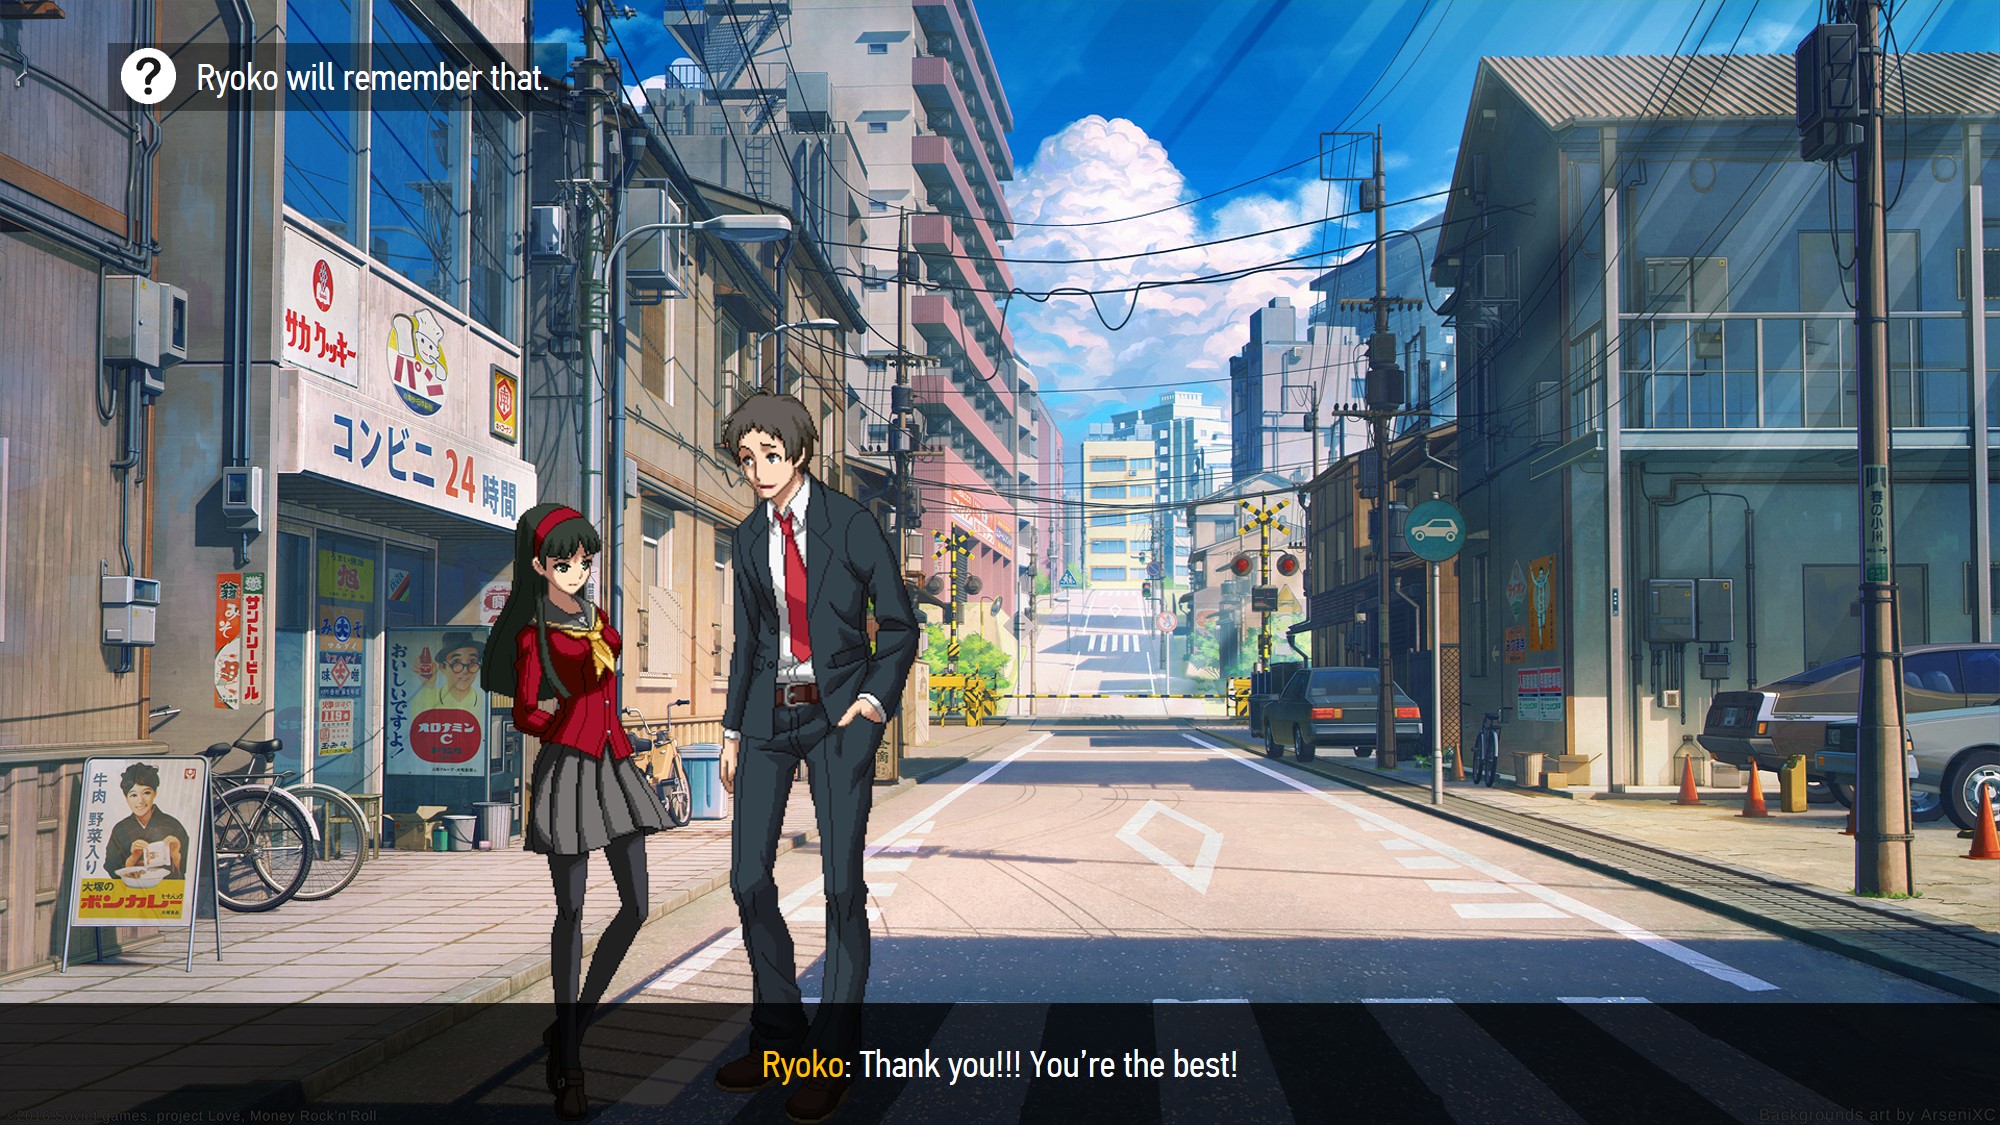 Ryoko will remember that.
サカクッキー
パン
コンビニ 24 時間
みそ
サントリービール
おいしいですよ!
オロナミン
C
牛肉 野菜入り
大塚の
ボンカレー
春の小川
Ryoko: Thank you!!! You're the best!
©2016 Soviet games. project Love, Money Rock'n'Roll
Backgrounds art by ArseniXC